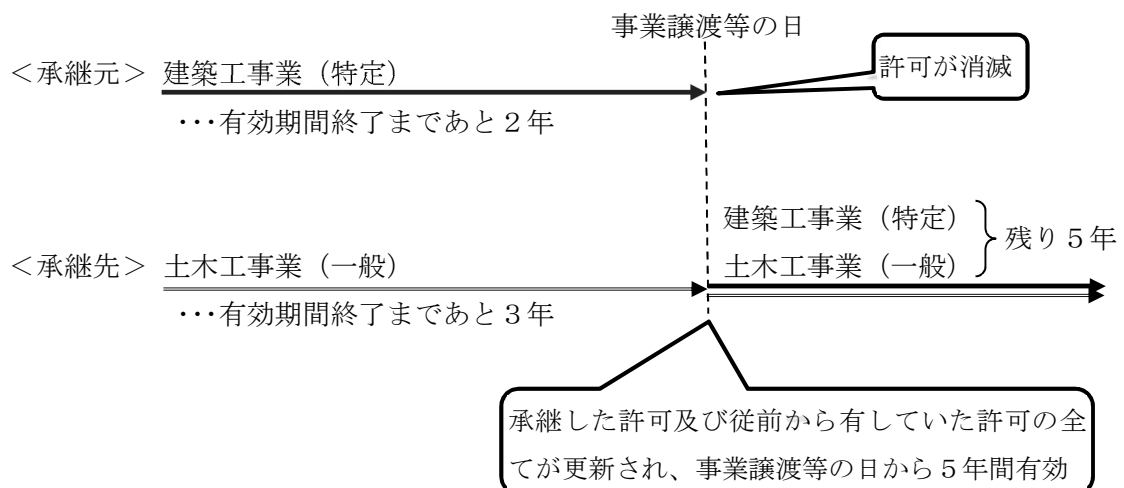 事業譲渡等の日
<承継元> 建築工事業（特定）
許可が消滅
･･･有効期間終了まであと２年
建築工事業（特定）
残り５年
<承継先> 土木工事業（一般）
土木工事業（一般）
･･･有効期間終了まであと３年
承継した許可及び従前から有していた許可の全
てが更新され、事業譲渡等の日から５年間有効